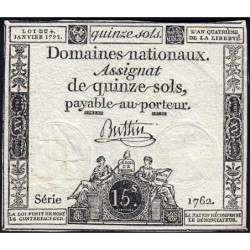 LOI DU 4.
JANVIER 1792.
quinze sols.
L'AN QUATRIÈME
DE LA LIBERTÉ
Domaines nationaux.
Assignat
de quinze sols,
payable au porteur.
Buttin
Série
15.S
1762.
LA LOI PUNIT DE MORT
LE CONTREFACTEUR
LA NATION RÉCOMPENSE
LE DÉNONCIATEUR.